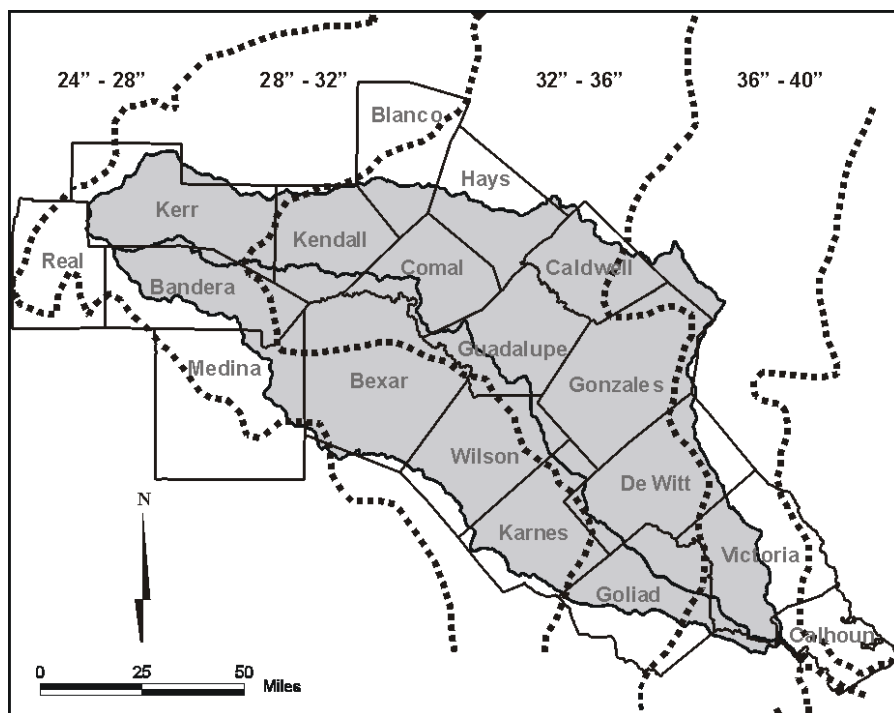 24” - 28” 28” - 32” 32” - 36” 36” - 40”
Blanco
Hays
Kerr
Kendall
Real
Comal
Caldwell
Bandera
Guadalupe
Medina
Bexar
Gonzales
Wilson
De Witt
N
Karnes
Victoria
Goliad
Calhoun
0 25 50
Miles